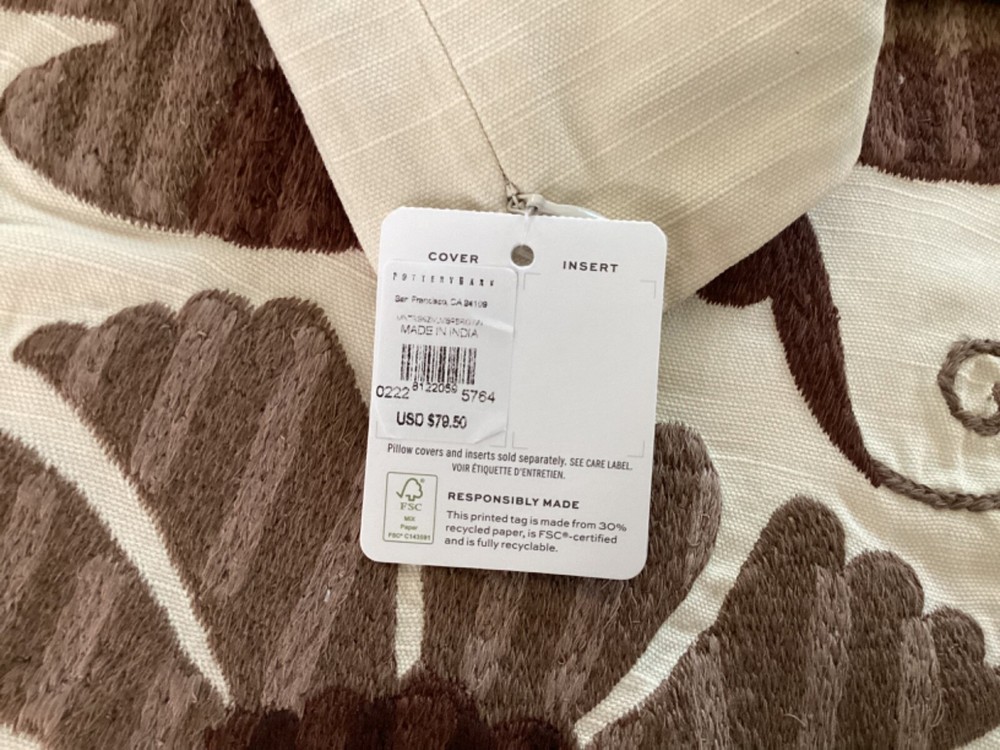 COVER
INSERT
POTTERY BARN
San Francisco, CA 94109
MADE IN INDIA
0222 8122059 5764
USD $79.50
Pillow covers and inserts sold separately. SEE CARE LABEL.
VOIR ÉTIQUETTE D'ENTRETIEN.
FSC
MIX
Paper
FSC® C143591
RESPONSIBLY MADE
This printed tag is made from 30%
recycled paper, is FSC®-certified
and is fully recyclable.